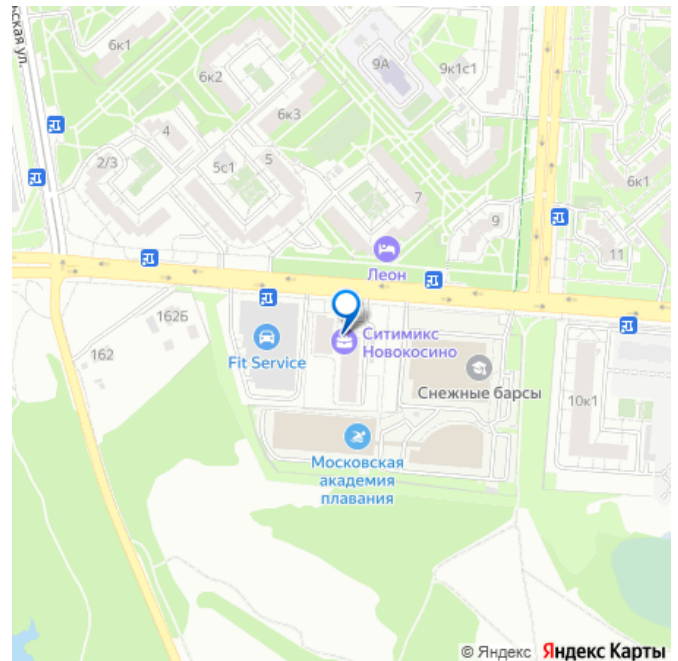 ьская ул.
6к1
6к2
9А
9к1с1
6к3
4
2/3
5с1
5
7
6к1
9
11
Леон
162Б
162
Fit Service
Ситимикс
Новокосино
Снежные барсы
10к1
Московская
академия
плавания
© Яндекс Яндекс Карты